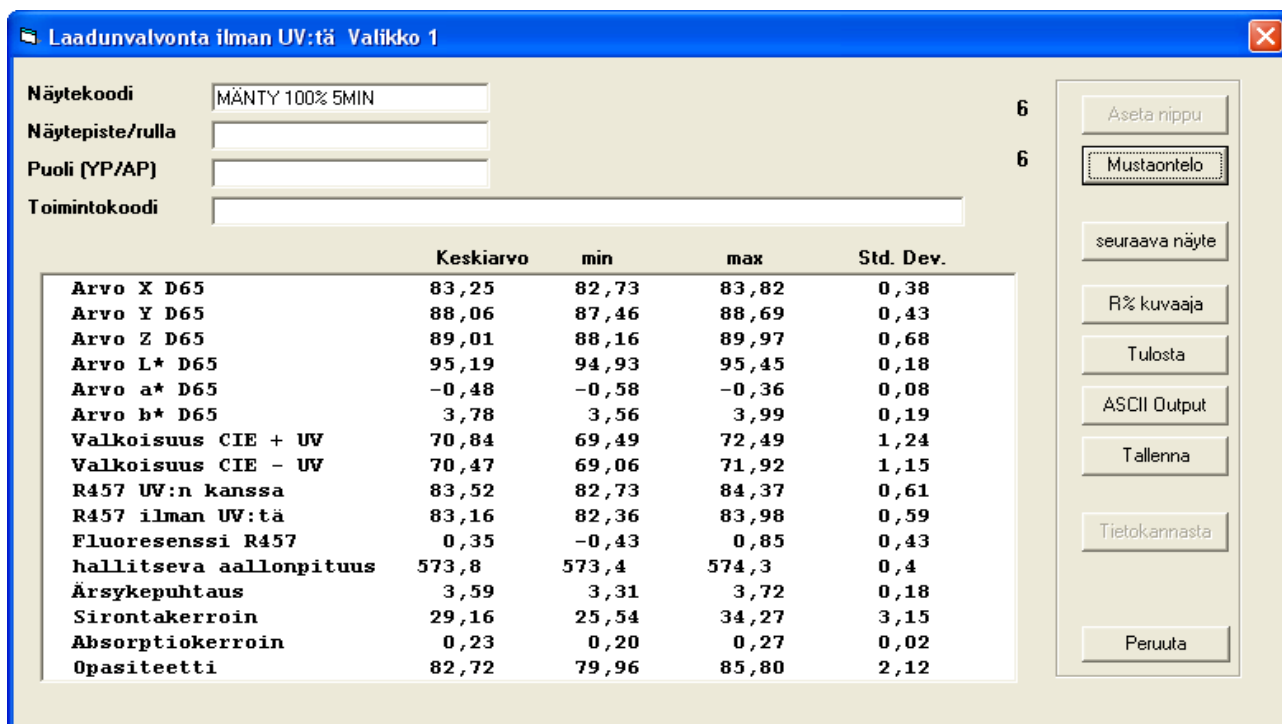 Laadunvalvonta ilman UV:tä Valikko 1
Näytekoodi MÄNTY 100% 5MIN 6 Aseta nippu
Näytepiste/rulla
Puoli (YP/AP) 6 Mustaontelo
Toimintokoodi
seuraava näyte
Keskiarvo min max Std. Dev.
Arvo X D65 83,25 82,73 83,82 0,38
Arvo Y D65 88,06 87,46 88,69 0,43
Arvo Z D65 89,01 88,16 89,97 0,68
Arvo L* D65 95,19 94,93 95,45 0,18
Arvo a* D65 -0,48 -0,58 -0,36 0,08
Arvo b* D65 3,78 3,56 3,99 0,19
Valkoisuus CIE + UV 70,84 69,49 72,49 1,24
Valkoisuus CIE - UV 70,47 69,06 71,92 1,15
R457 UV:n kanssa 83,52 82,73 84,37 0,61
R457 ilman UV:tä 83,16 82,36 83,98 0,59
Fluoresenssi R457 0,35 -0,43 0,85 0,43
hallitseva aallonpituus 573,8 573,4 574,3 0,4
Ärsykepuhtaus 3,59 3,31 3,72 0,18
Sirontakerroin 29,16 25,54 34,27 3,15
Absorptiokerroin 0,23 0,20 0,27 0,02
Opasiteetti 82,72 79,96 85,80 2,12
R% kuvaaja
Tulosta
ASCII Output
Tallenna
Tietokannasta
Peruuta